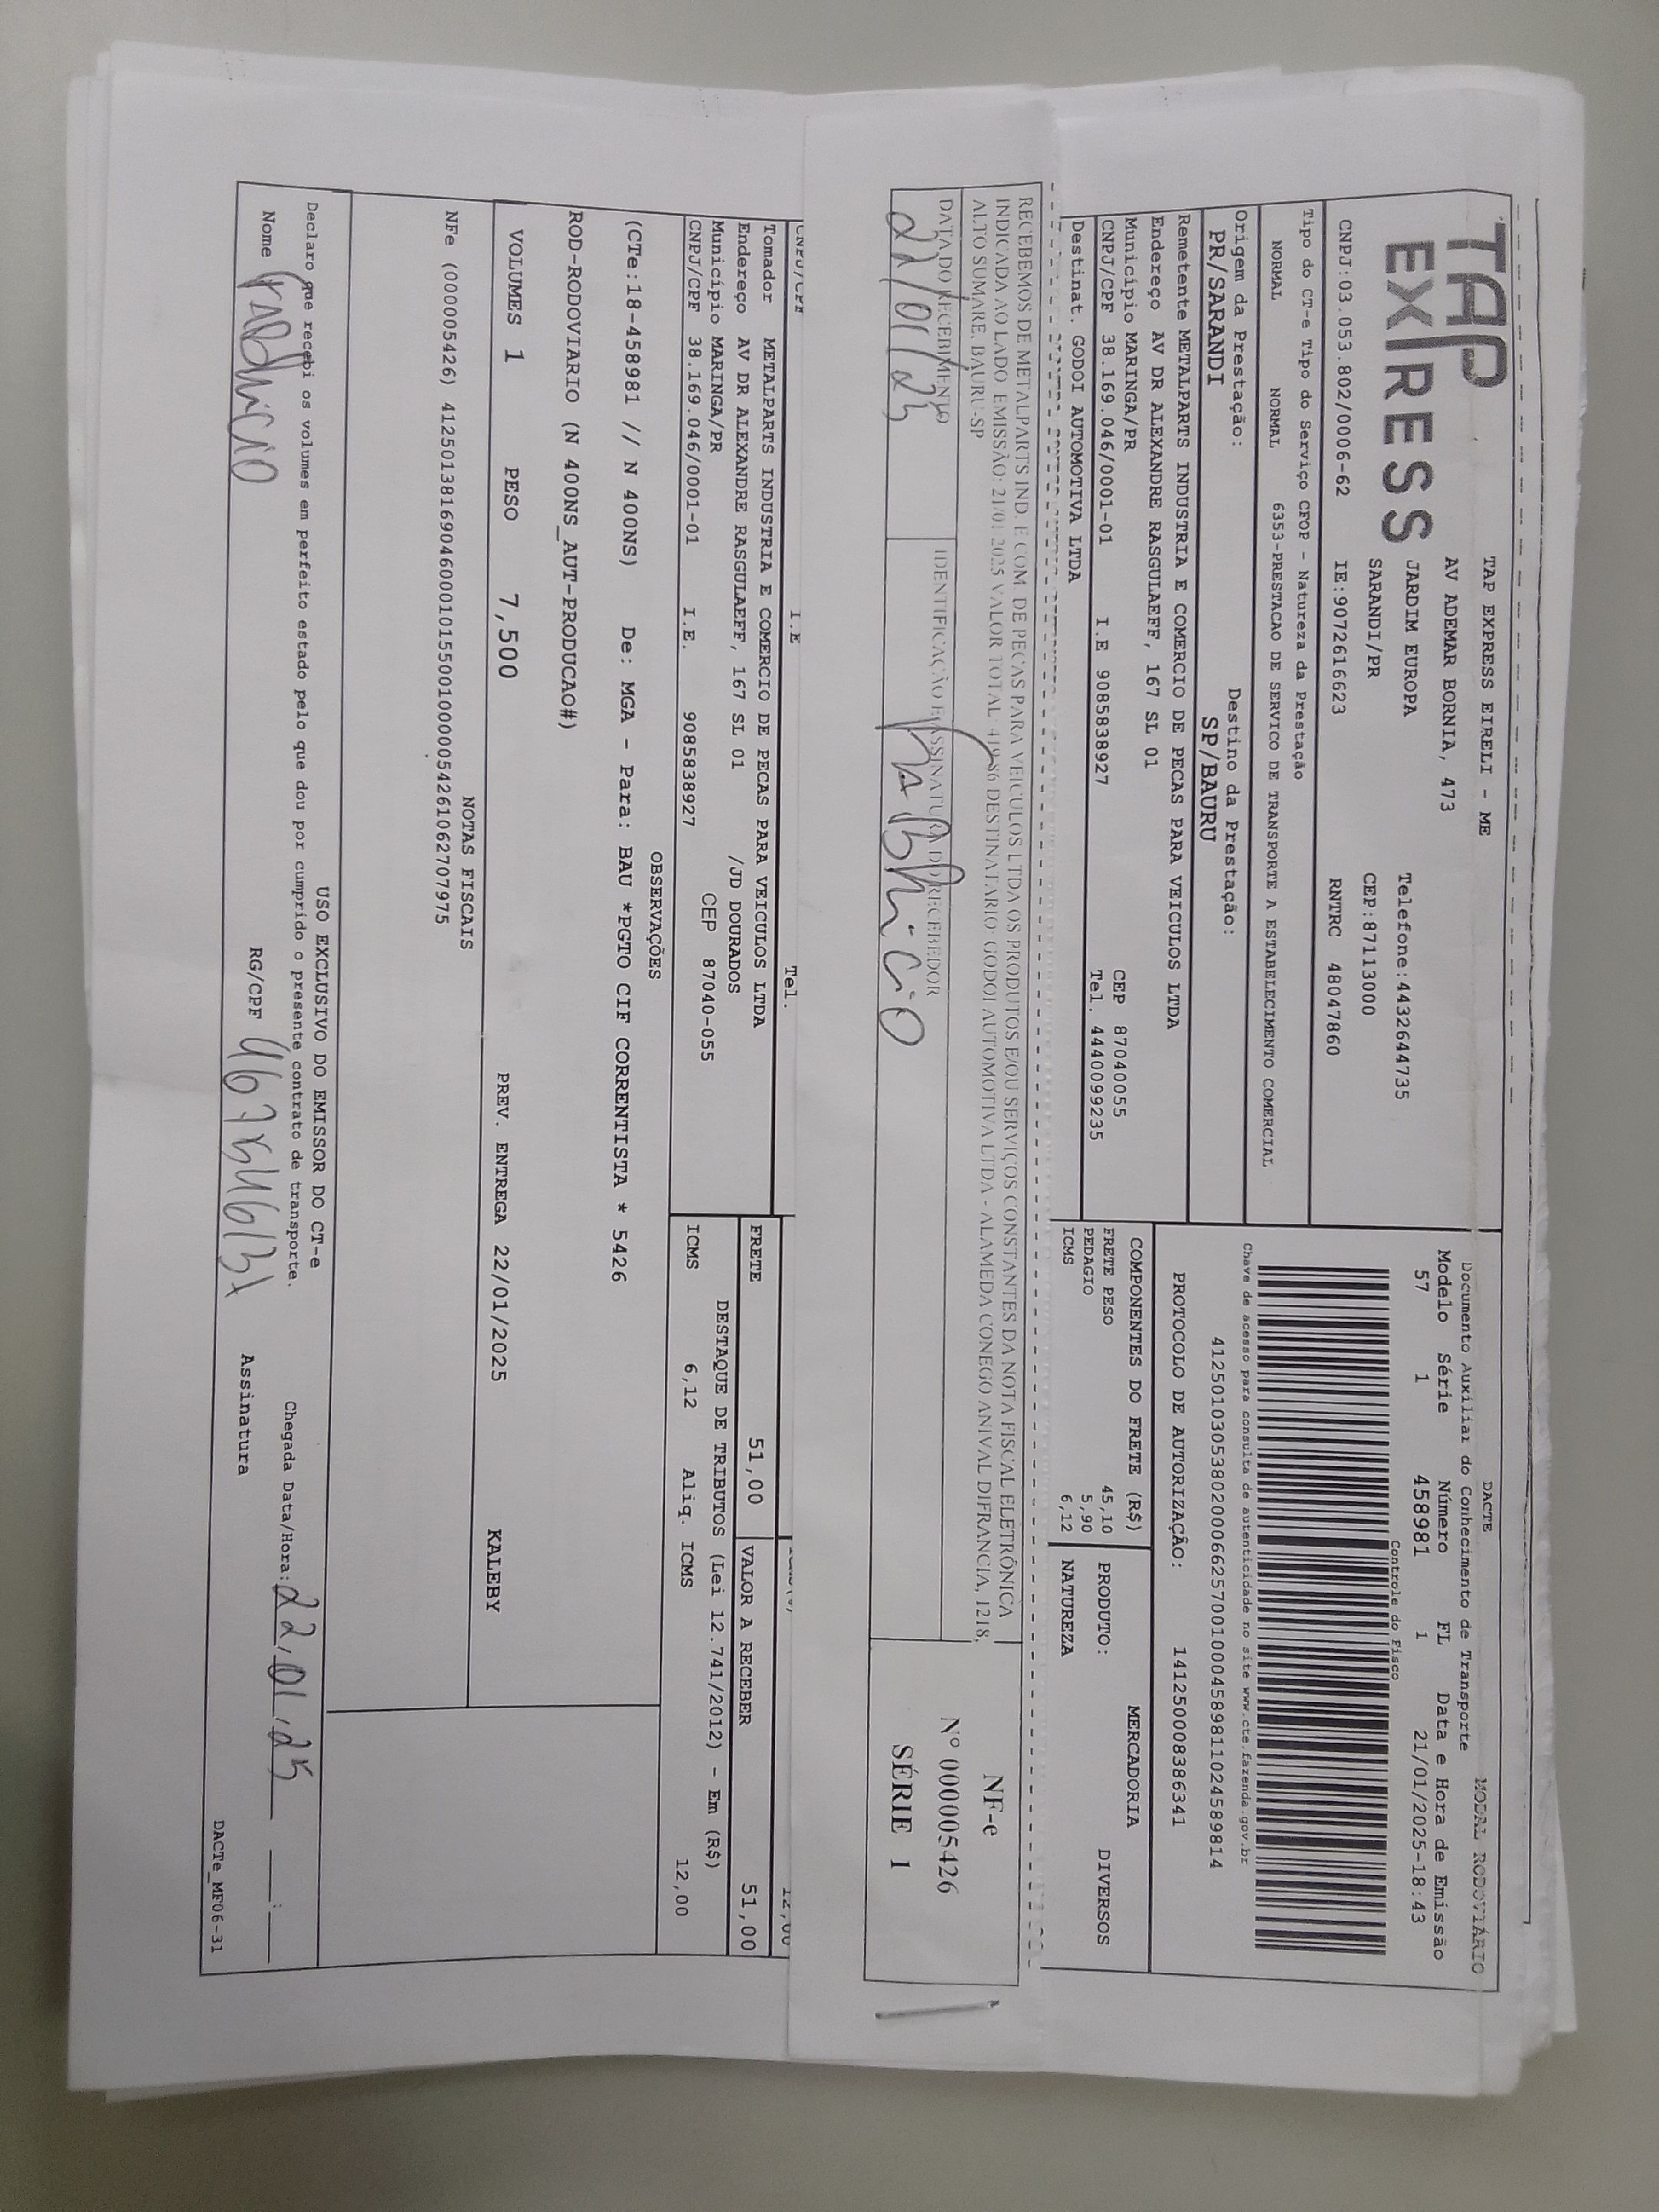 TAP
EXPRESS
TAP EXPRESS EIRELI - ME
AV ADEMAR BORNIA, 473
JARDIM EUROPA
Telefone:4432644735
SARANDI/PR
CEP:87113000
CNPJ:03.053.802/0006-62 IE:9072616623 RNTRC 48047860
DACTE MODAL RODOVIÁRIO
Documento Auxiliar do Conhecimento de Transporte
Modelo Série Número FL Data e Hora de Emissão
57 1 458981 1 21/01/2025-18:43
Controle do Fisco
Chave de acesso para consulta de autenticidade no site www.cte.fazenda.gov.br
41250103053802000662570010004589811024589814
PROTOCOLO DE AUTORIZAÇÃO: 141250008386341
Tipo do CT-e Tipo do Serviço CFOP - Natureza da Prestação
NORMAL NORMAL 6353-PRESTACAO DE SERVICO DE TRANSPORTE A ESTABELECIMENTO COMERCIAL
Origem da Prestação: Destino da Prestação:
PR/SARANDI SP/BAURU
Remetente METALPARTS INDUSTRIA E COMERCIO DE PECAS PARA VEICULOS LTDA
Endereço AV DR ALEXANDRE RASGULAEFF, 167 SL 01
Município MARINGA/PR CEP 87040055
CNPJ/CPF 38.169.046/0001-01 I.E 9085838927 Tel. 4440099235
Destinat. GODOI AUTOMOTIVA LTDA
COMPONENTES DO FRETE (R$)
FRETE PESO 45,10
PEDAGIO 5,90
ICMS 6,12
MERCADORIA
PRODUTO: DIVERSOS
NATUREZA
RECEBEMOS DE METALPARTS IND. E COM. DE PECAS PARA VEICULOS LTDA OS PRODUTOS E/OU SERVIÇOS CONSTANTES DA NOTA FISCAL ELETRÔNICA
INDICADA AO LADO. EMISSÃO: 21/01/2025 VALOR TOTAL: 419,86 DESTINATÁRIO: GODOI AUTOMOTIVA LTDA - ALAMEDA CONEGO ANIVAL DIFRANCIA, 1218,
ALTO SUMARE, BAURU-SP
DATA DO RECEBIMENTO IDENTIFICAÇÃO E ASSINATURA DO RECEBEDOR
22/01/25 FABRICIO
NF-e
Nº 000005426
SÉRIE 1
CNPJ/CPF I.E Tel.
Tomador METALPARTS INDUSTRIA E COMERCIO DE PECAS PARA VEICULOS LTDA
Endereço AV DR ALEXANDRE RASGULAEFF, 167 SL 01 /JD DOURADOS
Município MARINGA/PR CEP 87040-055
CNPJ/CPF 38.169.046/0001-01 I.E. 9085838927
12,00
FRETE 51,00 VALOR A RECEBER 51,00
DESTAQUE DE TRIBUTOS (Lei 12.741/2012) - Em (R$)
ICMS 6,12 Aliq. ICMS 12,00
OBSERVAÇÕES
(CTe:18-458981 // N 400NS) De: MGA - Para: BAU *PGTO CIF CORRENTISTA * 5426
ROD-RODOVIARIO (N 400NS_AUT-PRODUCAO#)
VOLUMES 1 PESO 7,500 PREV. ENTREGA 22/01/2025 KALEBY
NOTAS FISCAIS
NFe (000005426) 41250138169046000101550010000054261062707975
USO EXCLUSIVO DO EMISSOR DO CT-e
Declaro que recebi os volumes em perfeito estado pelo que dou por cumprido o presente contrato de transporte.
Chegada Data/Hora: 22/01/25 __:__
Nome Fabricio RG/CPF Assinatura
DACTe_MF06-31